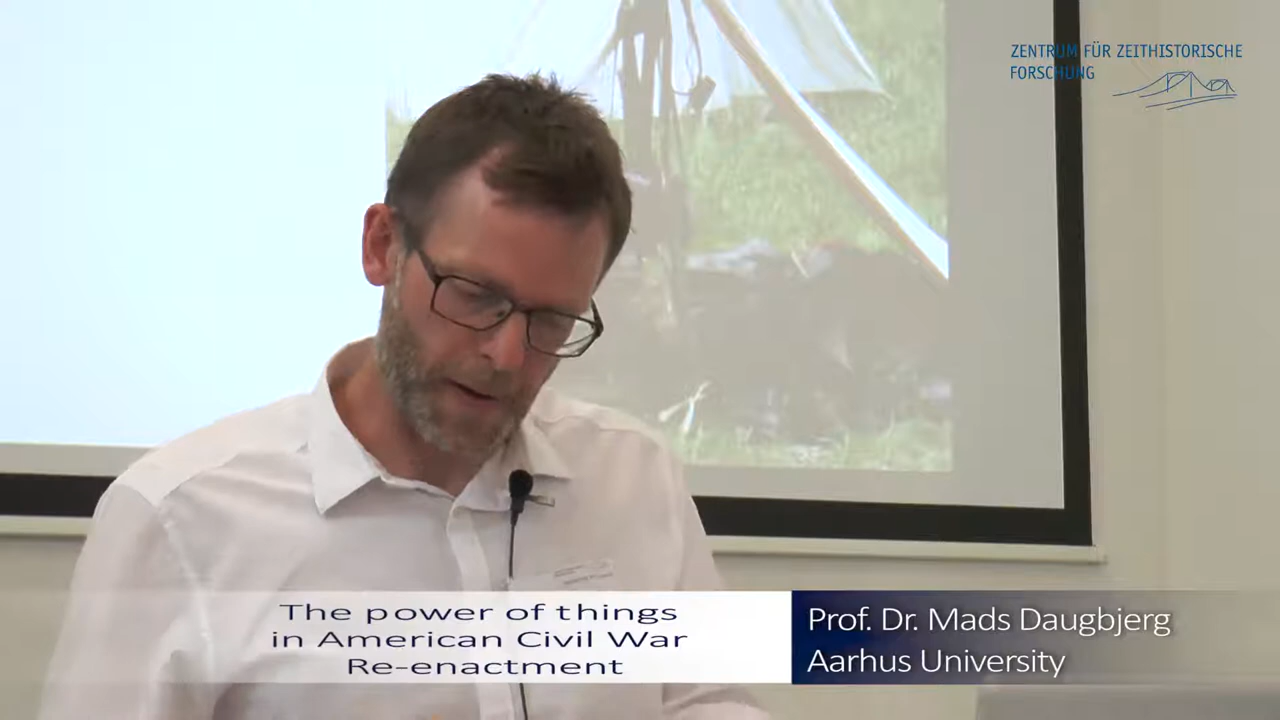 ZENTRUM FÜR ZEITHISTORISCHE
FORSCHUNG
The power of things
in American Civil War
Re-enactment
Prof. Dr. Mads Daugbjerg
Aarhus University